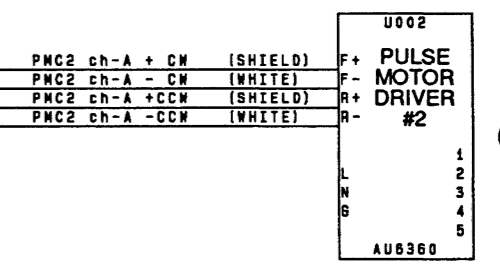 U002
PMC2 ch-A + CW (SHIELD) F+ PULSE
PMC2 ch-A - CW (WHITE) F- MOTOR
PMC2 ch-A +CCW (SHIELD) R+ DRIVER
PMC2 ch-A -CCW (WHITE) R- #2
1
L 2
N 3
G 4
5
AU6360